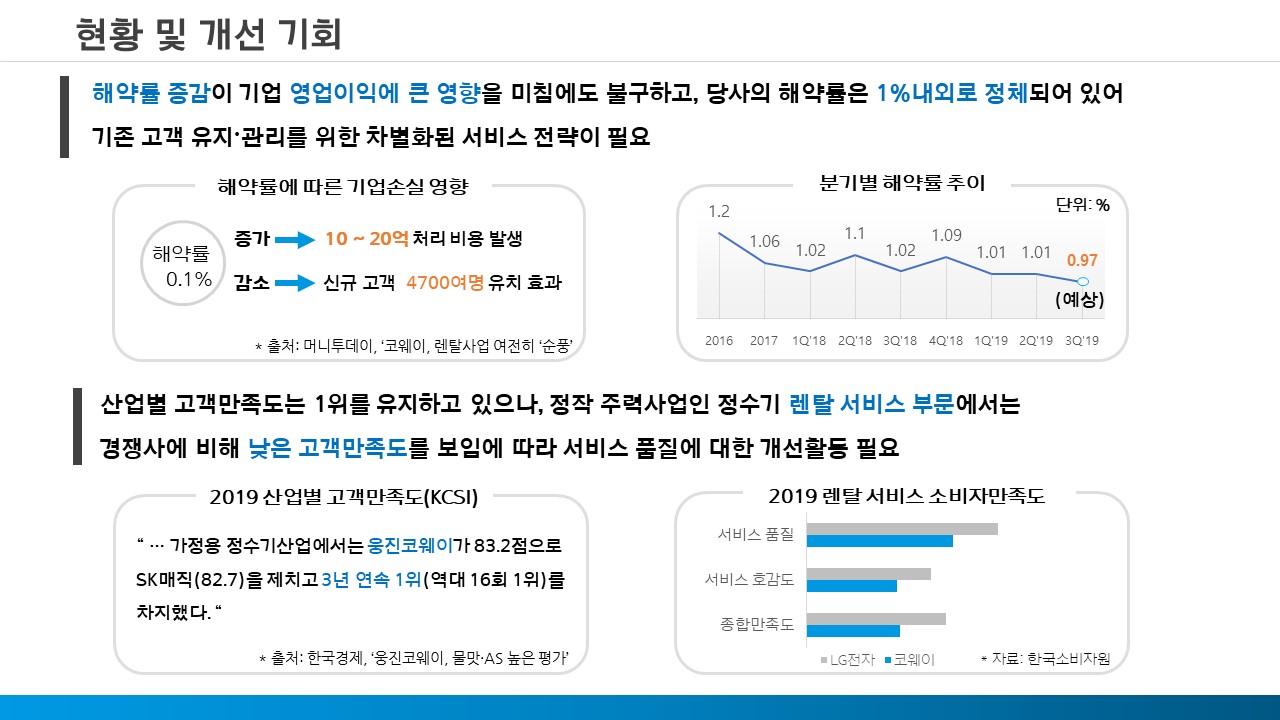 현황 및 개선 기회
해약률 증감이 기업 영업이익에 큰 영향을 미침에도 불구하고, 당사의 해약률은 1%내외로 정체되어 있어
기존 고객 유지·관리를 위한 차별화된 서비스 전략이 필요
해약률에 따른 기업손실 영향
해약률
0.1%
증가
10 ~ 20억 처리 비용 발생
감소
신규 고객 4700여명 유치 효과
* 출처: 머니투데이, ‘코웨이, 렌탈사업 여전히 ‘순풍’
분기별 해약률 추이
단위: %
1.2
1.06
1.02
1.1
1.02
1.09
1.01
1.01
0.97
(예상)
2016 2017 1Q'18 2Q'18 3Q'18 4Q'18 1Q'19 2Q'19 3Q'19
산업별 고객만족도는 1위를 유지하고 있으나, 정작 주력사업인 정수기 렌탈 서비스 부문에서는
경쟁사에 비해 낮은 고객만족도를 보임에 따라 서비스 품질에 대한 개선활동 필요
2019 산업별 고객만족도(KCSI)
“ … 가정용 정수기산업에서는 웅진코웨이가 83.2점으로
SK매직(82.7)을 제치고 3년 연속 1위(역대 16회 1위)를
차지했다. “
* 출처: 한국경제, ‘웅진코웨이, 물맛·AS 높은 평가’
2019 렌탈 서비스 소비자만족도
서비스 품질
서비스 호감도
종합만족도
LG전자 코웨이
* 자료: 한국소비자원